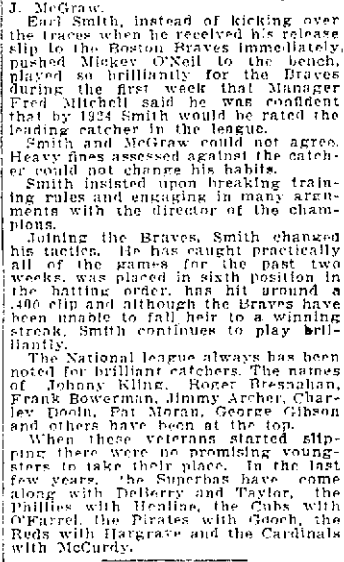 J. McGraw.
Earl Smith, instead of kicking over
the traces when he received his release
slip to the Boston Braves immediately,
pushed Mickey O'Neil to the bench,
played so brilliantly for the Braves
during the first week that Manager
Fred Mitchell said he was confident
that by 1924 Smith would be rated the
leading catcher in the league.
Smith and McGraw could not agree.
Heavy fines assessed against the catch-
er could not change his habits.
Smith insisted upon breaking train-
ing rules and engaging in many argu-
ments with the director of the cham-
pions.
Joining the Braves, Smith changed
his tactics. He has caught practically
all of the games for the past two
weeks, was placed in sixth position in
the batting order, has hit around a
.400 clip and although the Braves have
been unable to fall heir to a winning
streak, Smith continues to play bril-
liantly.
The National league always has been
noted for brilliant catchers. The names
of Johnny Kling, Roger Bresnahan,
Frank Bowerman, Jimmy Archer, Char-
ley Dooin, Pat Moran, George Gibson
and others have been at the top.
When these veterans started slip-
ping there were no promising young-
sters to take their place. In the last
few years, the Superbas have come
along with DeBerry and Taylor, the
Phillies with Henline, the Cubs with
O'Farrel, the Pirates with Gooch, the
Reds with Hargrave and the Cardinals
with McCurdy.